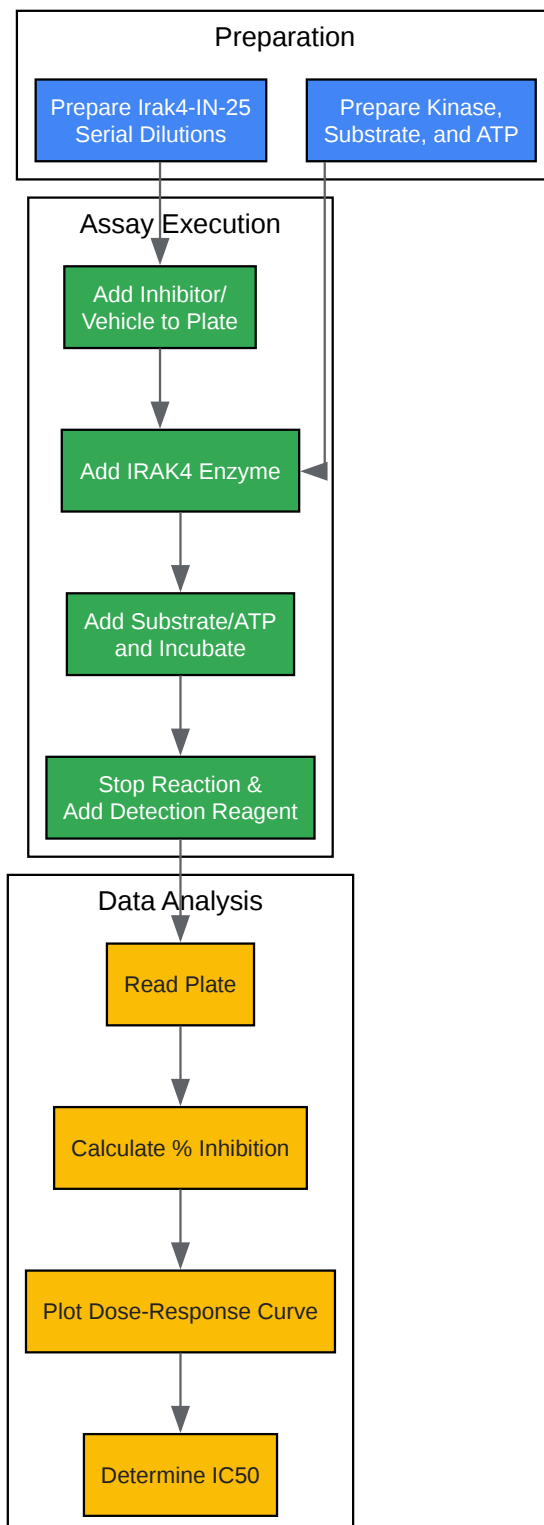 Preparation
Prepare Irak4-IN-25
Serial Dilutions
Prepare Kinase,
Substrate, and ATP
Assay Execution
Add Inhibitor/
Vehicle to Plate
Add IRAK4 Enzyme
Add Substrate/ATP
and Incubate
Stop Reaction &
Add Detection Reagent
Data Analysis
Read Plate
Calculate % Inhibition
Plot Dose-Response Curve
Determine IC50